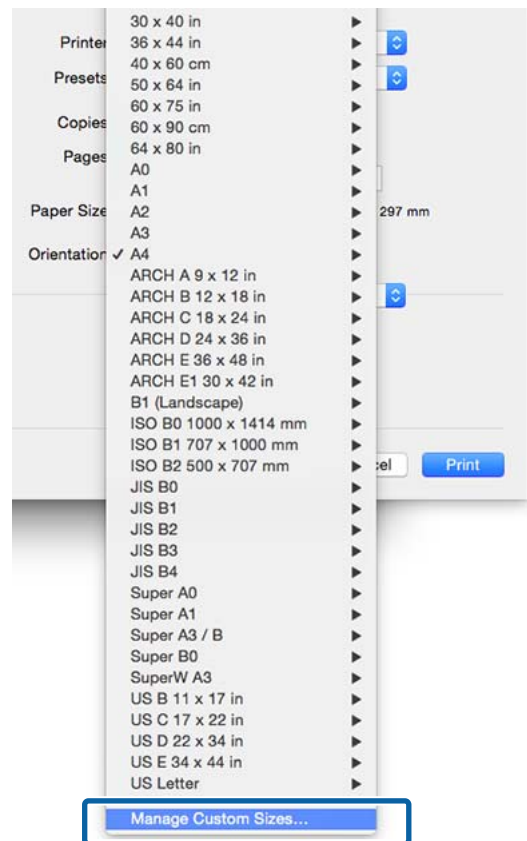 30 x 40 in
Printer 36 x 44 in
40 x 60 cm
Presets 50 x 64 in
60 x 75 in
Copies 60 x 90 cm
64 x 80 in
Pages A0
A1
Paper Size A2 297 mm
A3
Orientation ✓ A4
ARCH A 9 x 12 in
ARCH B 12 x 18 in
ARCH C 18 x 24 in
ARCH D 24 x 36 in
ARCH E 36 x 48 in
ARCH E1 30 x 42 in
B1 (Landscape)
ISO B0 1000 x 1414 mm
ISO B1 707 x 1000 mm
ISO B2 500 x 707 mm cel Print
JIS B0
JIS B1
JIS B2
JIS B3
JIS B4
Super A0
Super A1
Super A3 / B
Super B0
SuperW A3
US B 11 x 17 in
US C 17 x 22 in
US D 22 x 34 in
US E 34 x 44 in
US Letter
Manage Custom Sizes...